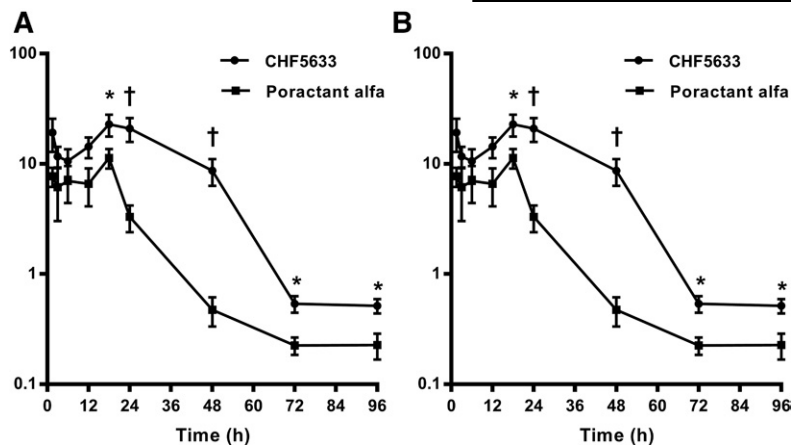 A
100
10
1
0.1
CHF5633
Poractant alfa
* † † * *
0 12 24 36 48 60 72 84 96
Time (h)
B
100
10
1
0.1
CHF5633
Poractant alfa
* † † * *
0 12 24 36 48 60 72 84 96
Time (h)